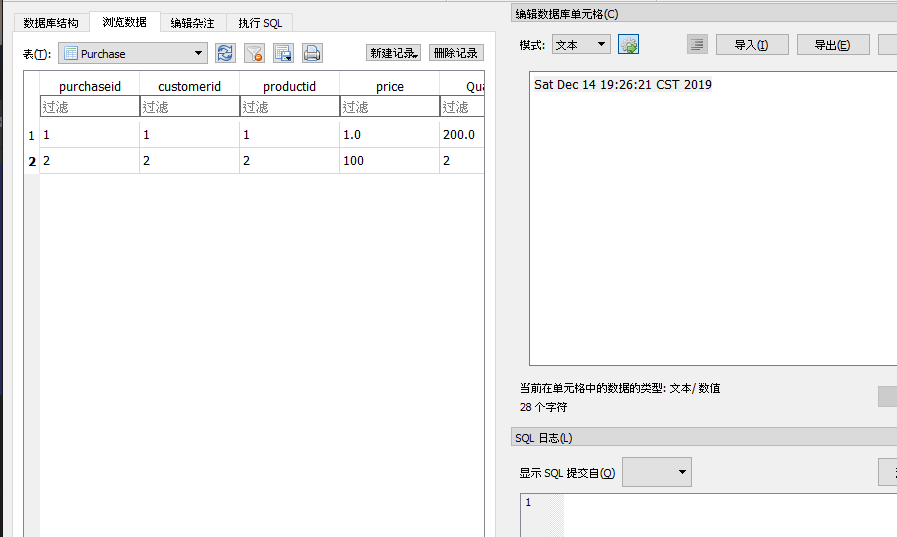 数据库结构 浏览数据 编辑杂注 执行 SQL
表(T): Purchase 新建记录 删除记录
purchaseid customerid productid price Qua
过滤 过滤 过滤 过滤 过滤
1 1 1 1 1.0 200.0
2 2 2 2 100 2
编辑数据库单元格(C)
模式: 文本 导入(I) 导出(E)
Sat Dec 14 19:26:21 CST 2019
当前在单元格中的数据的类型: 文本/ 数值
28 个字符
SQL 日志(L)
显示 SQL 提交自(O)
1